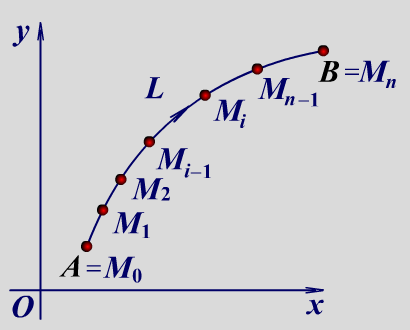 y
L
B = Mₙ
Mₙ₋₁
Mᵢ
Mᵢ₋₁
M₂
M₁
A = M₀
O
x